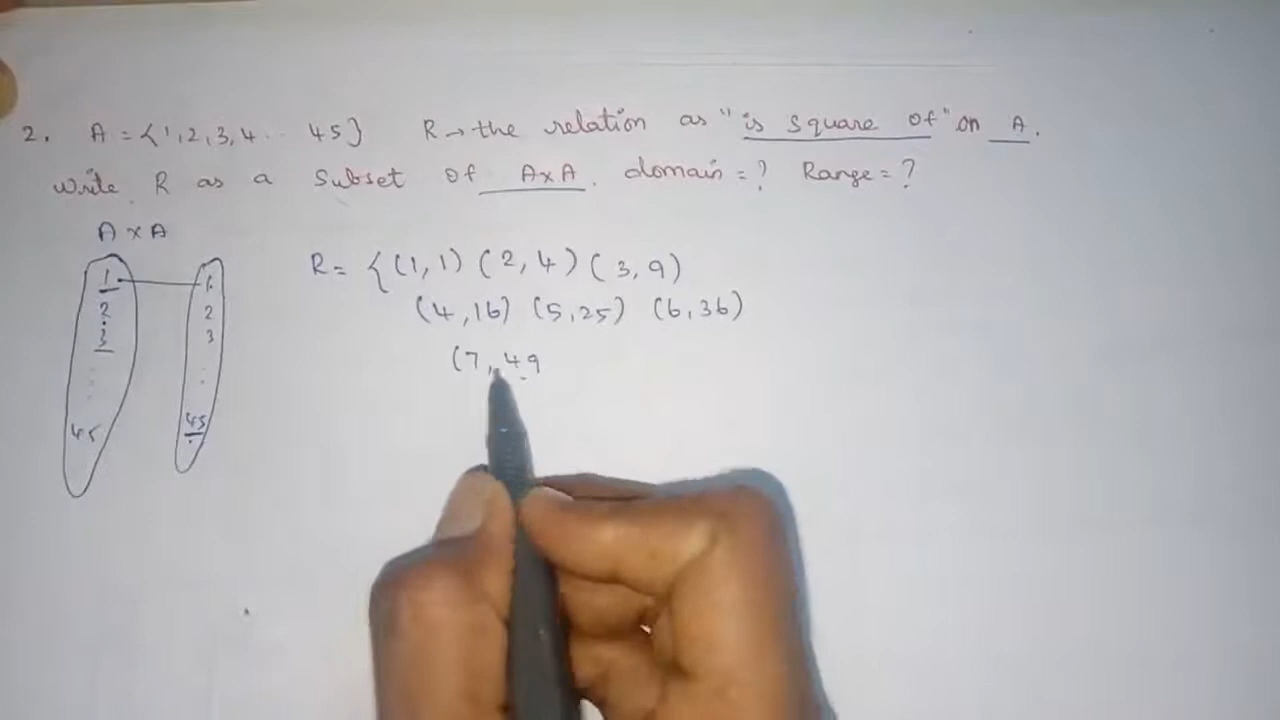 2. A = {1,2,3,4.. 45} R→the relation as "is square of" on A.
write R as a subset of AxA. domain=? Range=?
A x A
R= {(1,1) (2,4) (3,9)
(4,16) (5,25) (6,36)
(7,49
1 1
2 2
3 3
45 45